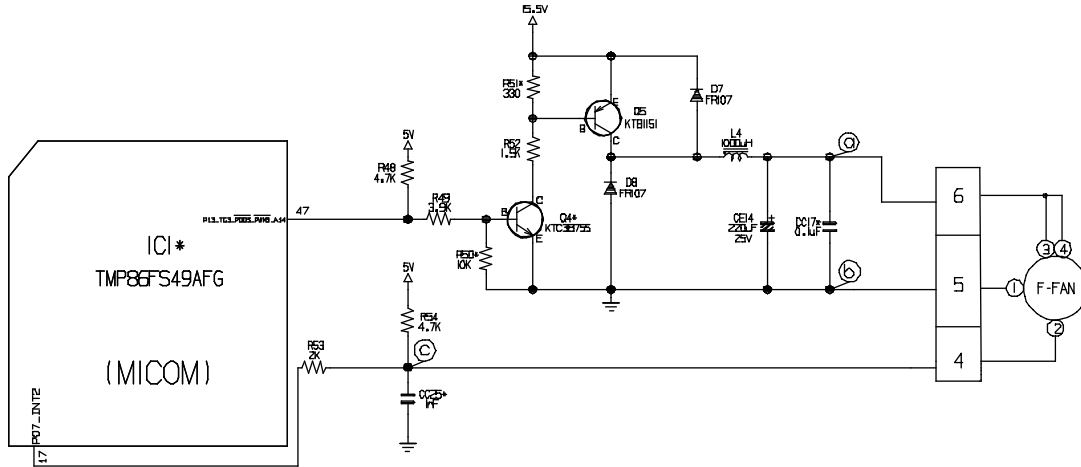 15.5V
R51*
330
E
Q5
KTB1151
B
C
D7
FR107
R52
1.5K
L4
1000uH
a
5V
R48
4.7K
R49
3.9K
47
P13_TC3_PDO3_PWM3_A14
IC1*
TMP86FS49AFG
(MICOM)
B
C
Q4*
KTC3875S
E
R50*
10K
D8
FR107
CE14
220uF
25V
CC17*
0.1uF
b
6
5
4
3
4
1
F-FAN
2
5V
R54
4.7K
R53
2K
C
CC25*
1nF
P07_INT2
17